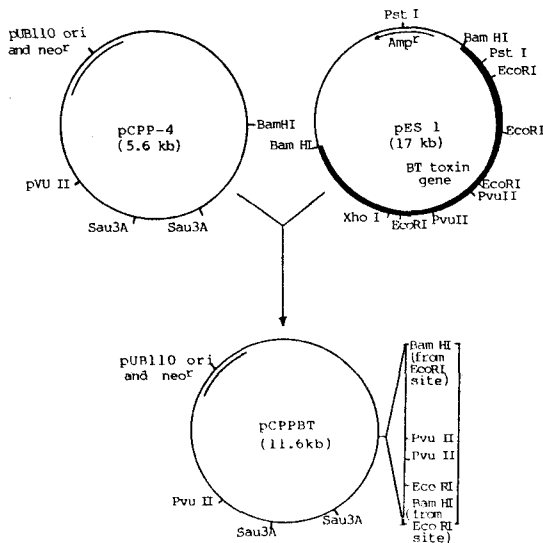 pUB110 ori
and neor
pCPP-4
(5.6 kb)
BamHI
pVU II
Sau3A
Sau3A
Pst I
Ampr
Bam HI
Pst I
EcoRI
EcoRI
pES 1
(17 kb)
Bam HI
BT toxin
gene
EcoRI
PvuII
PvuII
EcoRI
Xho I
pUB110 ori
and neor
pCPPBT
(11.6kb)
Pvu II
Sau3A
Sau3A
Bam HI
(from
EcoRI
site)
Pvu II
Pvu II
Eco RI
Bam HI
(from
Eco RI
site)